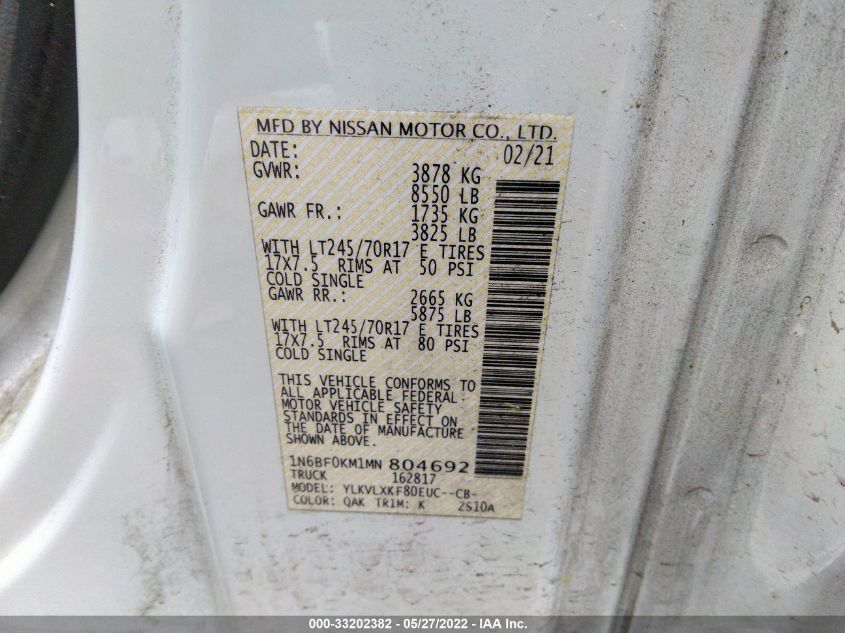 MFD BY NISSAN MOTOR CO., LTD.
DATE: 02/21
GVWR: 3878 KG
8550 LB
GAWR FR.: 1735 KG
3825 LB
WITH LT245/70R17 E TIRES
17X7.5 RIMS AT 50 PSI
COLD SINGLE
GAWR RR.: 2665 KG
5875 LB
WITH LT245/70R17 E TIRES
17X7.5 RIMS AT 80 PSI
COLD SINGLE
THIS VEHICLE CONFORMS TO
ALL APPLICABLE FEDERAL
MOTOR VEHICLE SAFETY
STANDARDS IN EFFECT ON
THE DATE OF MANUFACTURE
SHOWN ABOVE.
1N6BF0KM1MN 804692
TRUCK 162817
MODEL: YLKVLXKF80EUC--CB-
COLOR: QAK TRIM: K 2S10A
000-33202382 - 05/27/2022 - IAA Inc.